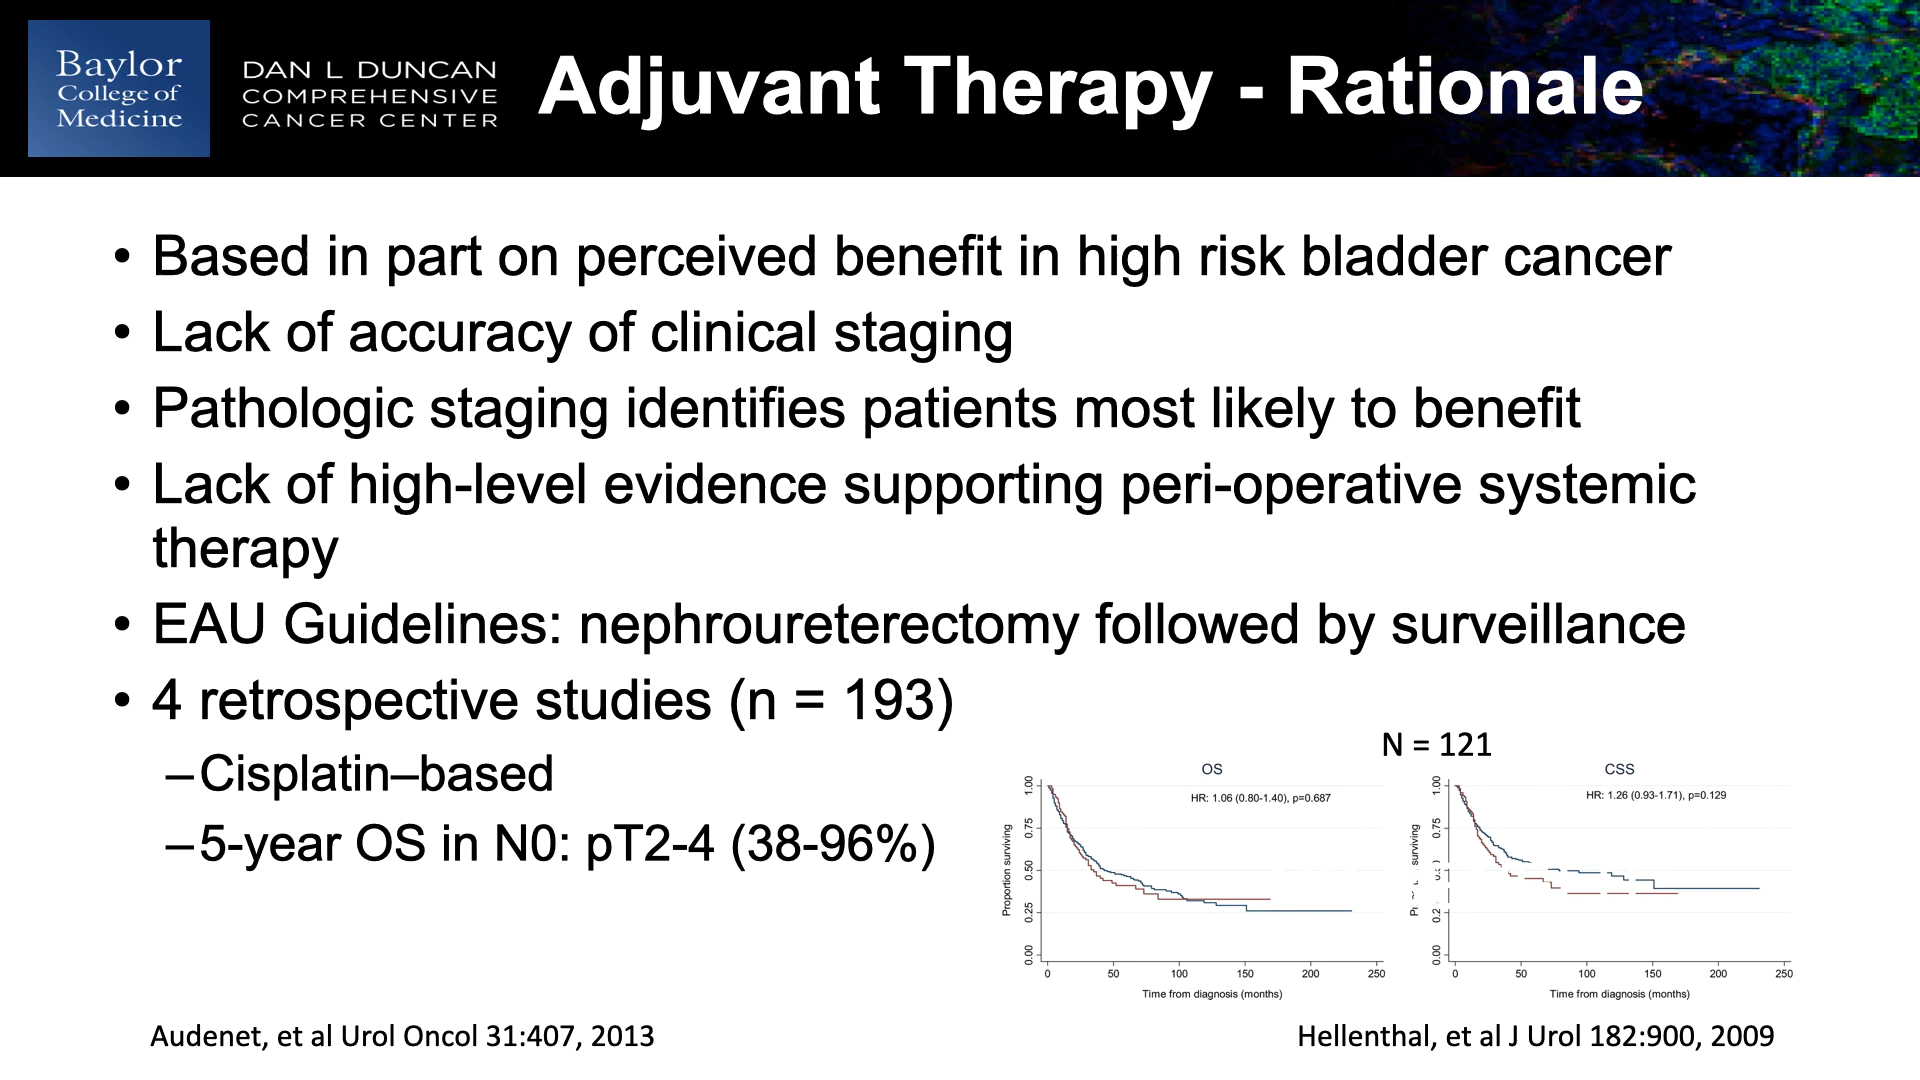 Baylor
College of
Medicine
DAN L DUNCAN
COMPREHENSIVE
CANCER CENTER
Adjuvant Therapy - Rationale
• Based in part on perceived benefit in high risk bladder cancer
• Lack of accuracy of clinical staging
• Pathologic staging identifies patients most likely to benefit
• Lack of high-level evidence supporting peri-operative systemic
therapy
• EAU Guidelines: nephroureterectomy followed by surveillance
• 4 retrospective studies (n = 193)
–Cisplatin–based
–5-year OS in N0: pT2-4 (38-96%)
N = 121
OS
HR: 1.06 (0.80-1.40), p=0.687
Proportion surviving
1.00
0.75
0.50
0.25
0.00
0 50 100 150 200 250
Time from diagnosis (months)
CSS
HR: 1.26 (0.93-1.71), p=0.129
surviving
1.00
0.75
0.2
0.00
0 50 100 150 200 250
Time from diagnosis (months)
Audenet, et al Urol Oncol 31:407, 2013
Hellenthal, et al J Urol 182:900, 2009